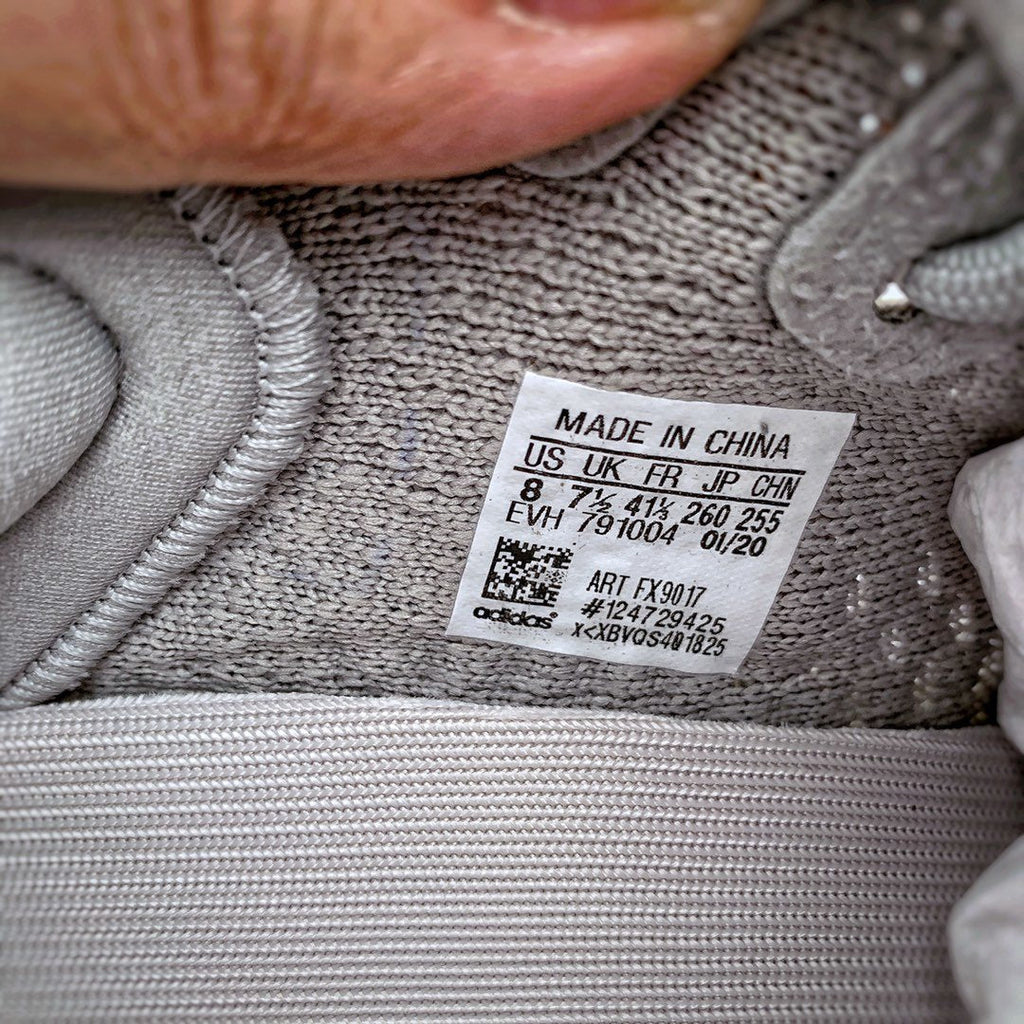 MADE IN CHINA
US UK FR JP CHN
8 7½ 41⅓ 260 255
EVH 791004 01/20
ART FX9017
#124729425
adidas X<XBVQS4Q1825